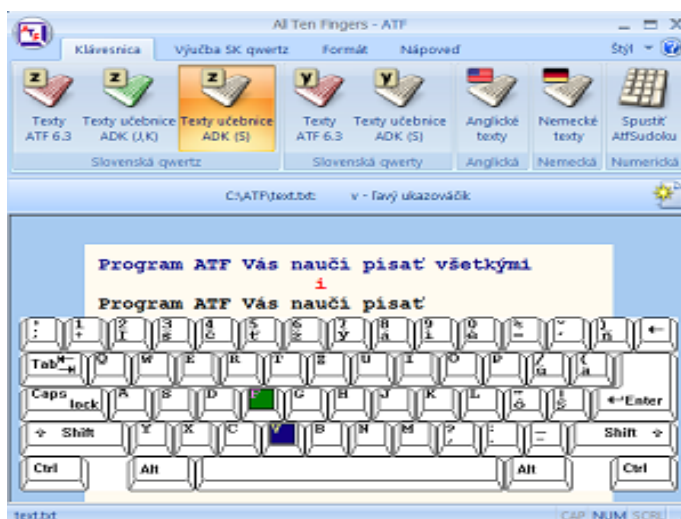 All Ten Fingers - ATF
Klávesnica Výučba SK qwertz Formát Nápoveď Štýl
Texty ATF 6.3
Texty učebnice ADK (J,K)
Texty učebnice ADK (S)
Texty ATF 6.3
Texty učebnice ADK (S)
Anglické texty
Nemecké texty
Spustiť AtfSudoku
Slovenská qwertz Slovenská qwerty Anglická Nemecká Numerická
C:\ATF\text.txt: v - ľavý ukazováčik
Program ATF Vás naučí písať všetkými
i
Program ATF Vás naučí písať
Tab Q W E R T Z U I O P
Caps lock A S D F G H J K L Enter
Shift Y X C V B N M Shift
Ctrl Alt Alt Ctrl
text.txt CAP NUM SCRL